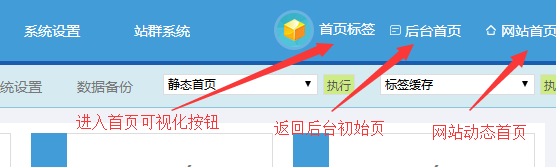 系统设置 站群系统 首页标签 后台首页 网站首页
统设置 数据备份 静态首页 执行 标签缓存 执
进入首页可视化按钮 返回后台初始页 网站动态首页